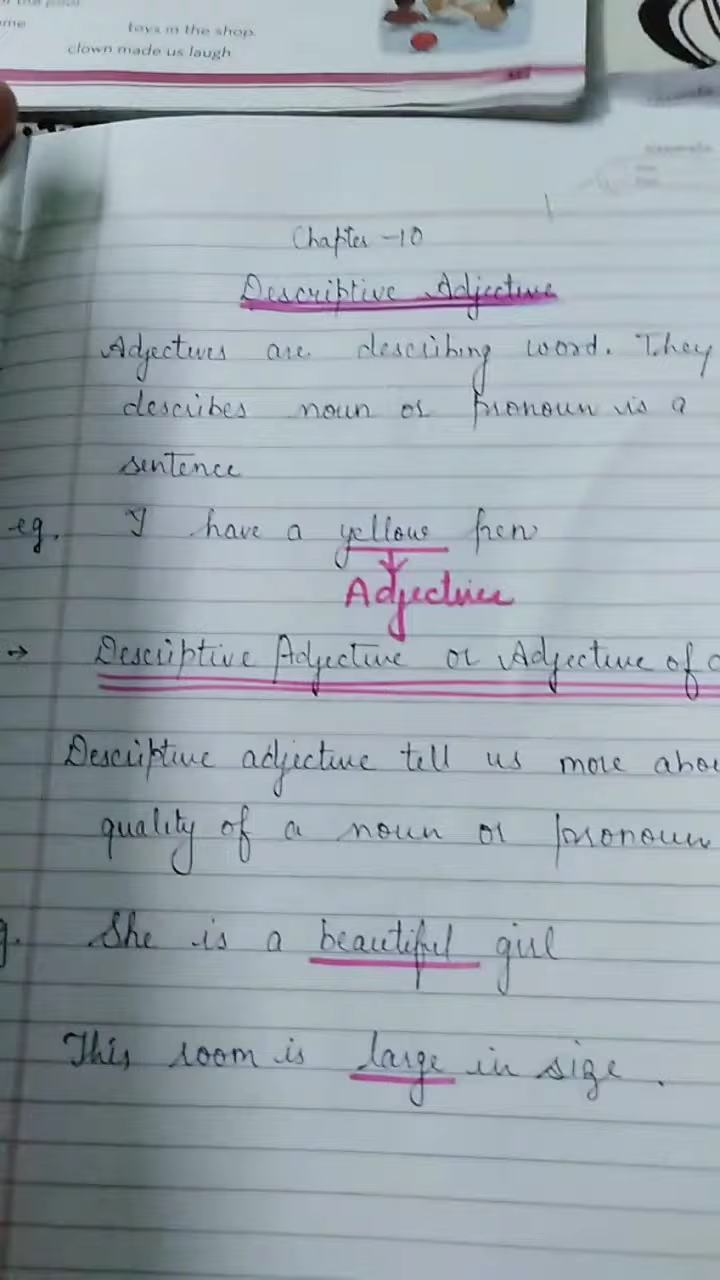 toys in the shop.
clown made us laugh
Chapter -10
Descriptive Adjective
Adjectives are describing word. They
describes noun or pronoun is a
sentence
eg. I have a yellow pen
Adjective
→ Descriptive Adjective or Adjective of
Descriptive adjective tell us more
quality of a noun or pronoun
She is a beautiful girl
This room is large in size.